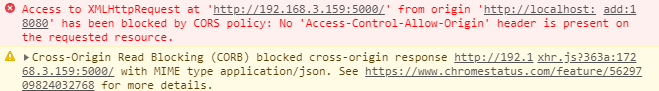 Access to XMLHttpRequest at 'http://192.168.3.159:5000/' from origin 'http://localhost: add:1
8080' has been blocked by CORS policy: No 'Access-Control-Allow-Origin' header is present on
the requested resource.
Cross-Origin Read Blocking (CORB) blocked cross-origin response http://192.1 xhr.js?363a:172
68.3.159:5000/ with MIME type application/json. See https://www.chromestatus.com/feature/56297
09824032768 for more details.